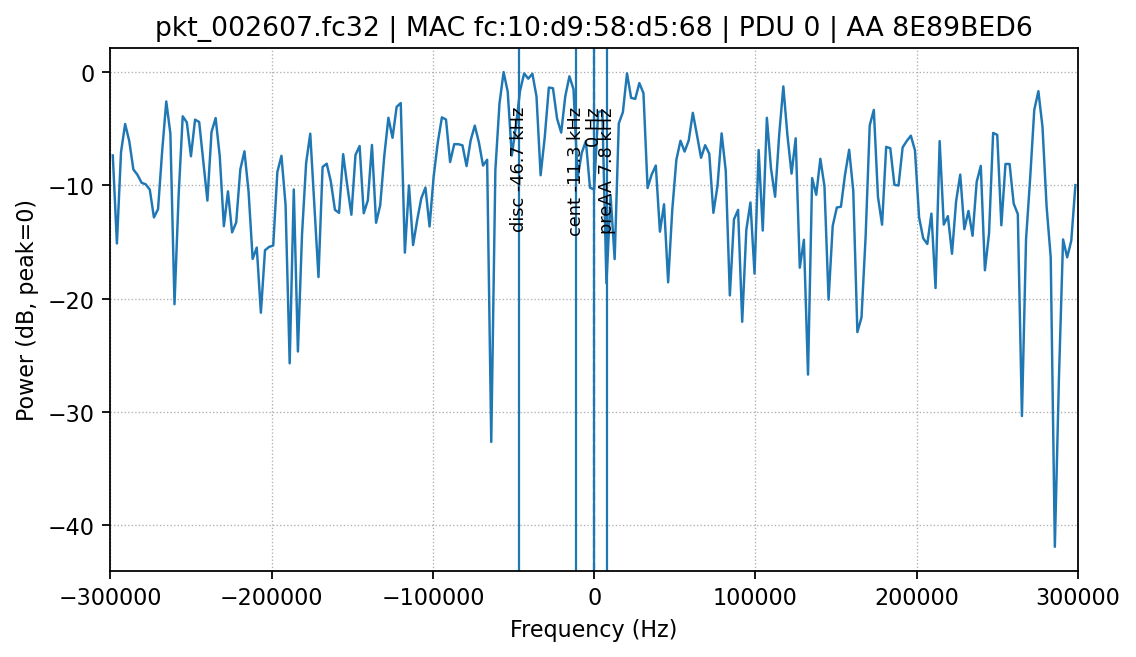 pkt_002607.fc32 | MAC fc:10:d9:58:d5:68 | PDU 0 | AA 8E89BED6
Power (dB, peak=0)
0
−10
−20
−30
−40
disc -46.7 kHz
cent -11.3 kHz
0 Hz
preAA 7.8 kHz
−300000
−200000
−100000
0
100000
200000
300000
Frequency (Hz)